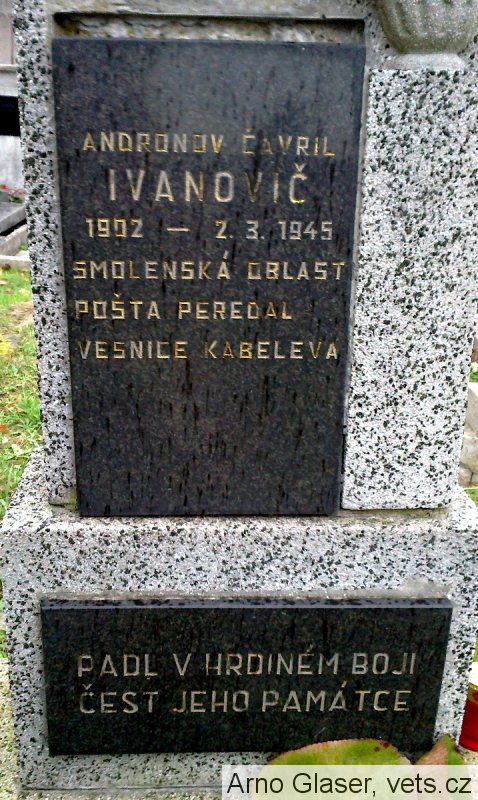 ANDRONOV ČAVRIL
IVANOVIČ
1902 — 2. 3. 1945
SMOLENSKÁ OBLAST
POŠTA PEREDAL
VESNICE KABELEVA
PADL V HRDINÉM BOJI
ČEST JEHO PAMÁTCE
Arno Glaser, vets.cz